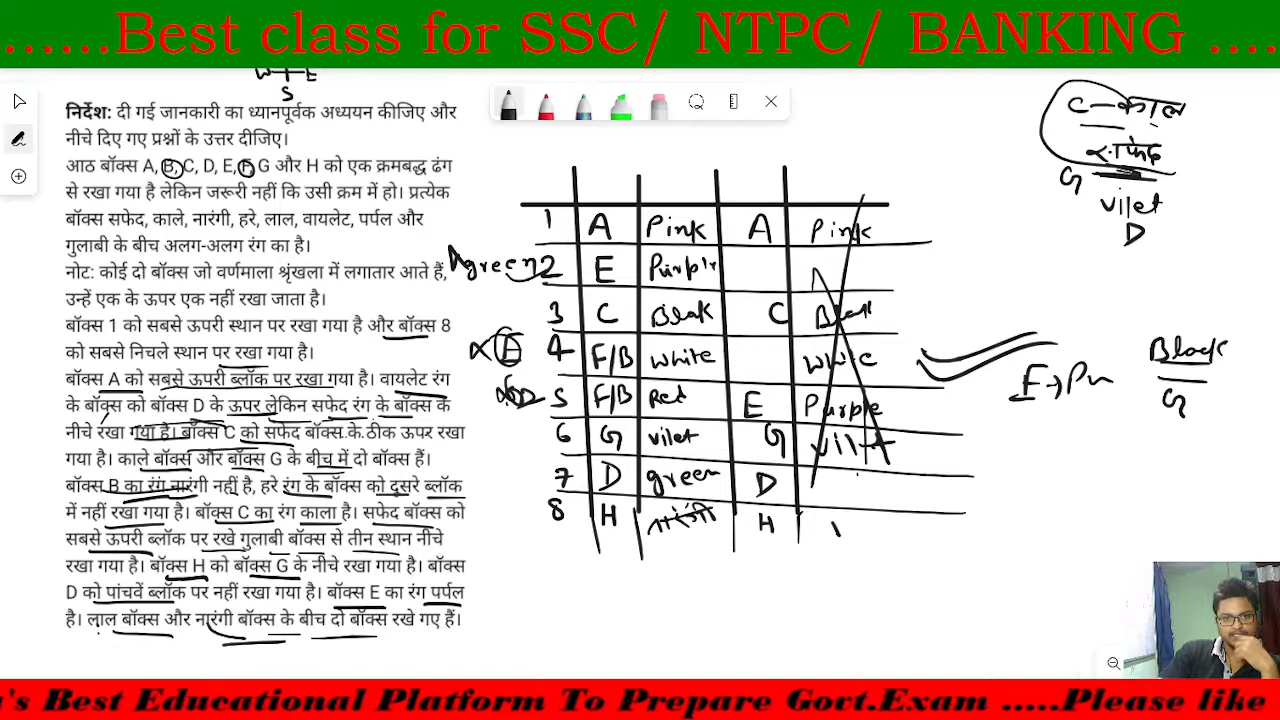 ......Best class for SSC/ NTPC/ BANKING ....
W E
S
निर्देश: दी गई जानकारी का ध्यानपूर्वक अध्ययन कीजिए और
नीचे दिए गए प्रश्नों के उत्तर दीजिए।
आठ बॉक्स A, B, C, D, E, F, G और H को एक क्रमबद्ध ढंग
से रखा गया है लेकिन जरूरी नहीं कि उसी क्रम में हो। प्रत्येक
बॉक्स सफेद, काले, नारंगी, हरे, लाल, वायलेट, पर्पल और
गुलाबी के बीच अलग-अलग रंग का है।
नोट: कोई दो बॉक्स जो वर्णमाला श्रृंखला में लगातार आते हैं,
उन्हें एक के ऊपर एक नहीं रखा जाता है।
बॉक्स 1 को सबसे ऊपरी स्थान पर रखा गया है और बॉक्स 8
को सबसे निचले स्थान पर रखा गया है।
बॉक्स A को सबसे ऊपरी ब्लॉक पर रखा गया है। वायलेट रंग
के बॉक्स को बॉक्स D के ऊपर लेकिन सफेद रंग के बॉक्स के
नीचे रखा गया है। बॉक्स C को सफेद बॉक्स के ठीक ऊपर रखा
गया है। काले बॉक्स और बॉक्स G के बीच में दो बॉक्स हैं।
बॉक्स B का रंग नारंगी नहीं है, हरे रंग के बॉक्स को दुसरे ब्लॉक
में नहीं रखा गया है। बॉक्स C का रंग काला है। सफेद बॉक्स को
सबसे ऊपरी ब्लॉक पर रखे गुलाबी बॉक्स से तीन स्थान नीचे
रखा गया है। बॉक्स H को बॉक्स G के नीचे रखा गया है। बॉक्स
D को पांचवें ब्लॉक पर नहीं रखा गया है। बॉक्स E का रंग पर्पल
है। लाल बॉक्स और नारंगी बॉक्स के बीच दो बॉक्स रखे गए हैं।
1 A Pink A Pink
green 2 E Purple
3 C Black C Black
E 4 F/B White White
5 F/B Red E Purple
6 G vilet G vilet
7 D green D
8 H नारंगी H
C – काल
सफेद
G
vilet
D
Black
G
's Best Educational Platform To Prepare Govt.Exam .....Please like